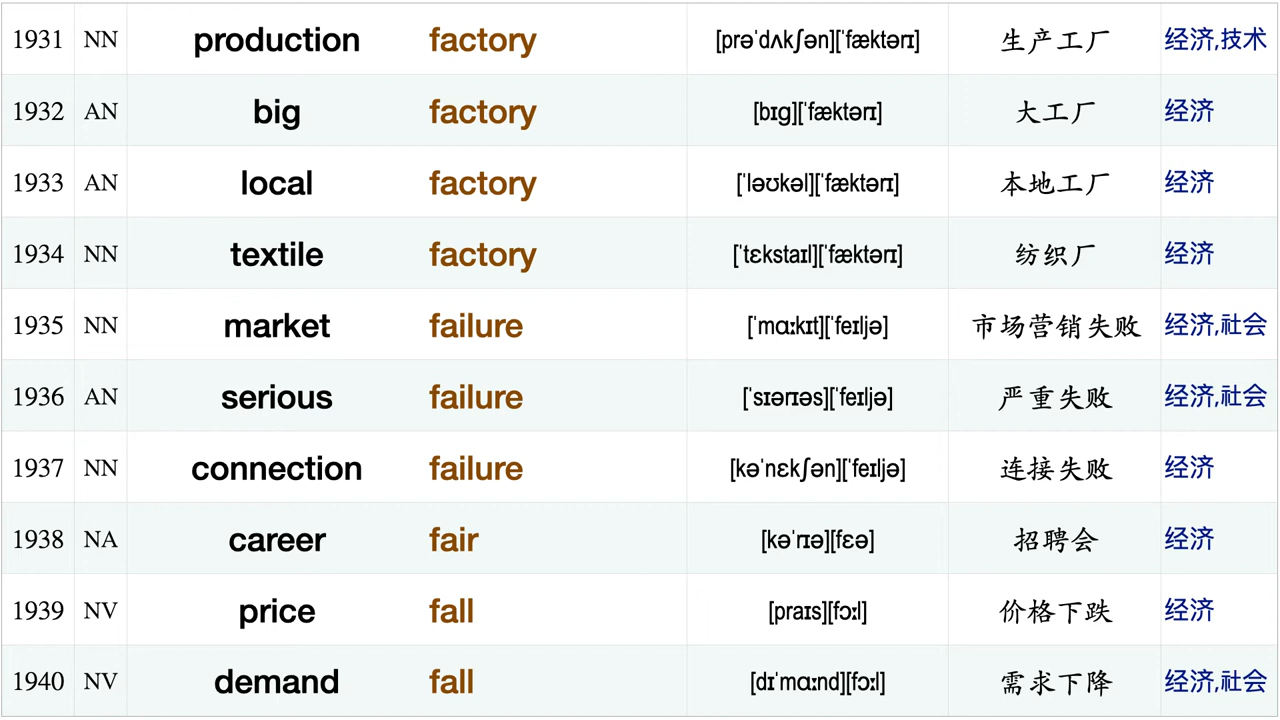 1931 NN production factory [prəˈdʌkʃən][ˈfæktərɪ] 生产工厂 经济,技术
1932 AN big factory [bɪɡ][ˈfæktərɪ] 大工厂 经济
1933 AN local factory [ˈləʊkəl][ˈfæktərɪ] 本地工厂 经济
1934 NN textile factory [ˈtɛkstaɪl][ˈfæktərɪ] 纺织厂 经济
1935 NN market failure [ˈmɑːkɪt][ˈfeɪljə] 市场营销失败 经济,社会
1936 AN serious failure [ˈsɪərɪəs][ˈfeɪljə] 严重失败 经济,社会
1937 NN connection failure [kəˈnɛkʃən][ˈfeɪljə] 连接失败 经济
1938 NA career fair [kəˈrɪə][fɛə] 招聘会 经济
1939 NV price fall [praɪs][fɔːl] 价格下跌 经济
1940 NV demand fall [dɪˈmɑːnd][fɔːl] 需求下降 经济,社会